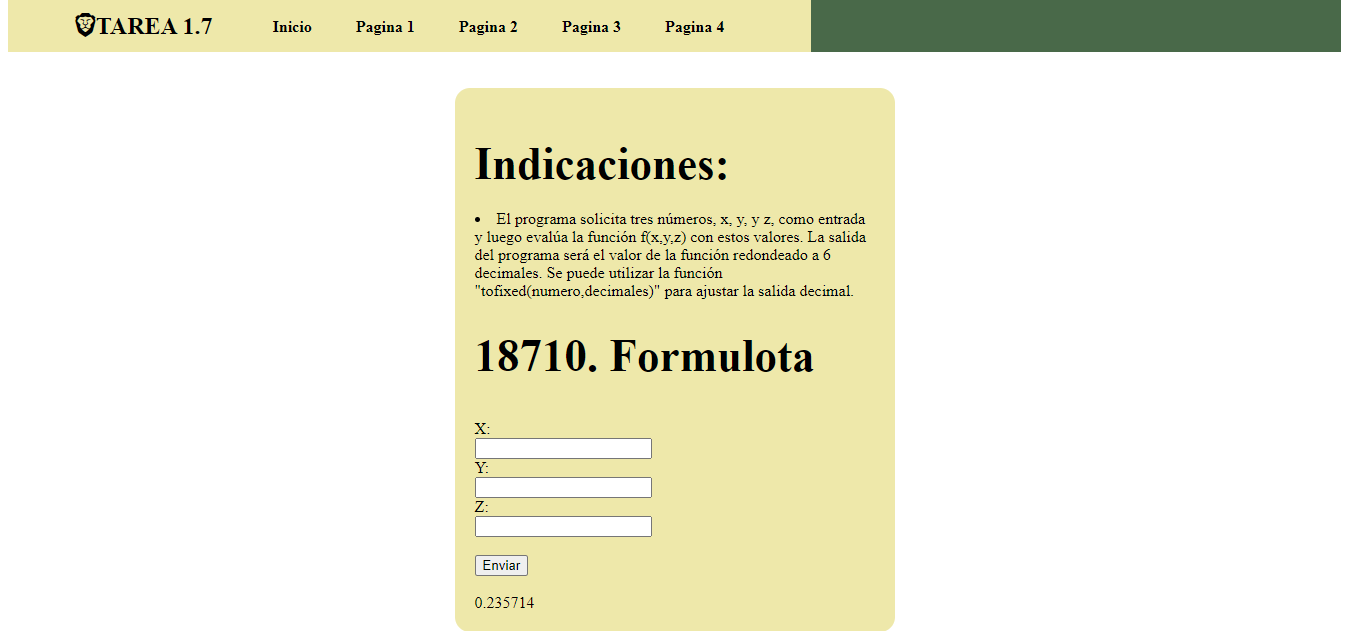 TAREA 1.7 Inicio Pagina 1 Pagina 2 Pagina 3 Pagina 4
Indicaciones:
• El programa solicita tres números, x, y, y z, como entrada
y luego evalúa la función f(x,y,z) con estos valores. La salida
del programa será el valor de la función redondeado a 6
decimales. Se puede utilizar la función
"tofixed(numero,decimales)" para ajustar la salida decimal.
18710. Formulota
X:
Y:
Z:
Enviar
0.235714